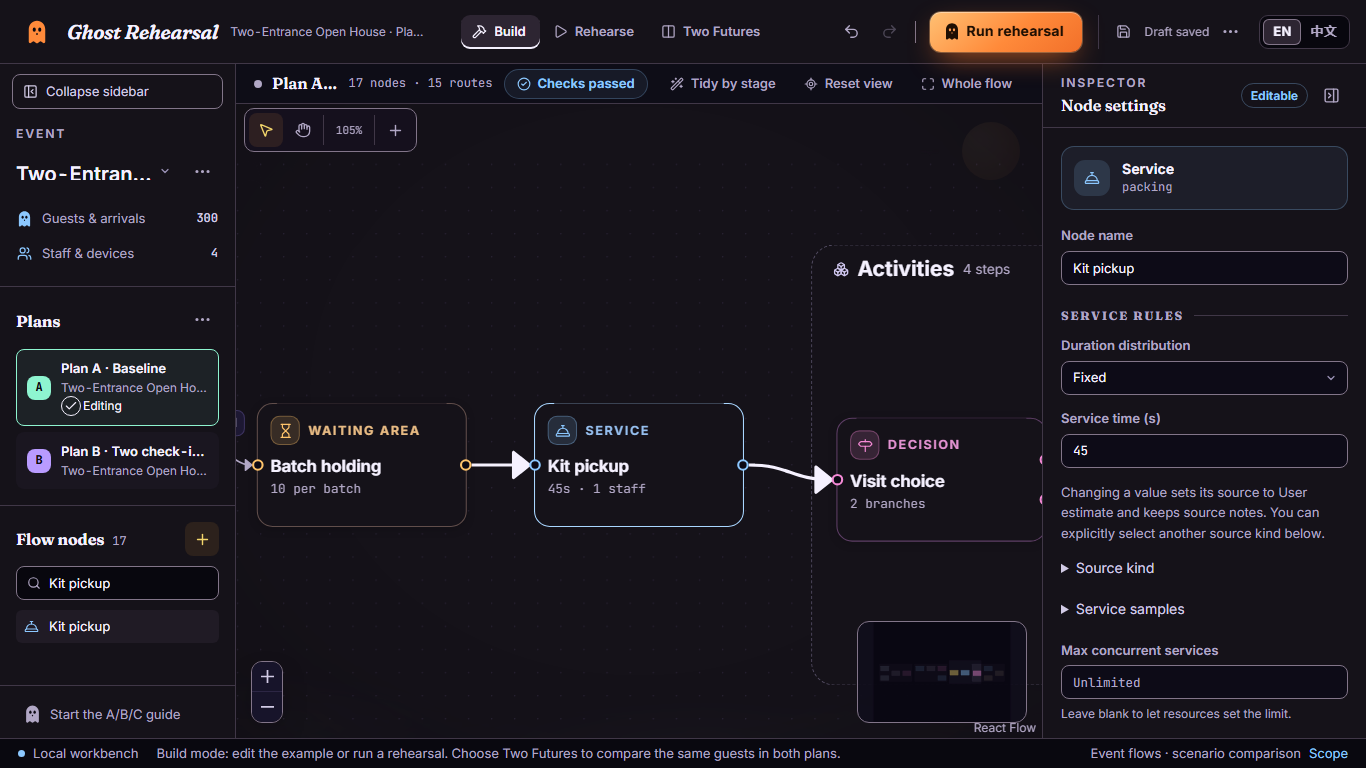 Ghost Rehearsal
Two-Entrance Open House · Pla...
Build
Rehearse
Two Futures
Run rehearsal
Draft saved
EN
中文
Collapse sidebar
EVENT
Two-Entran...
Guests & arrivals 300
Staff & devices 4
Plans
A
Plan A · Baseline
Two-Entrance Open Ho...
Editing
B
Plan B · Two check-i...
Two-Entrance Open Ho...
Flow nodes 17
Kit pickup
Kit pickup
Start the A/B/C guide
Plan A...
17 nodes · 15 routes
Checks passed
Tidy by stage
Reset view
Whole flow
105%
WAITING AREA
Batch holding
10 per batch
SERVICE
Kit pickup
45s · 1 staff
Activities 4 steps
DECISION
Visit choice
2 branches
React Flow
INSPECTOR
Node settings
Editable
Service
packing
Node name
Kit pickup
SERVICE RULES
Duration distribution
Fixed
Service time (s)
45
Changing a value sets its source to User
estimate and keeps source notes. You can
explicitly select another source kind below.
Source kind
Service samples
Max concurrent services
Unlimited
Leave blank to let resources set the limit.
Local workbench
Build mode: edit the example or run a rehearsal. Choose Two Futures to compare the same guests in both plans.
Event flows · scenario comparison
Scope